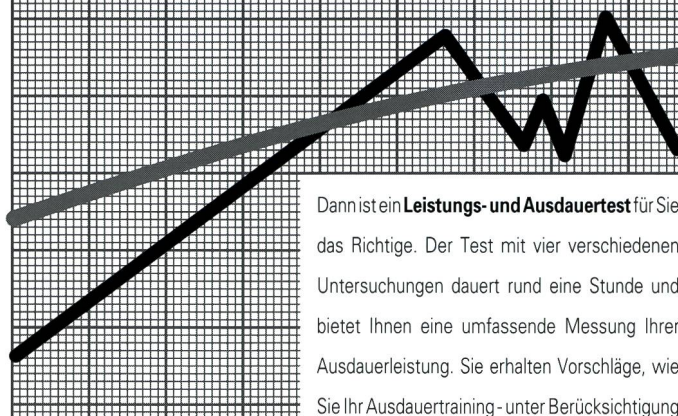 Dann ist ein Leistungs- und Ausdauertest für Sie
das Richtige. Der Test mit vier verschiedenen
Untersuchungen dauert rund eine Stunde und
bietet Ihnen eine umfassende Messung Ihrer
Ausdauerleistung. Sie erhalten Vorschläge, wie
Sie Ihr Ausdauertraining - unter Berücksichtigung